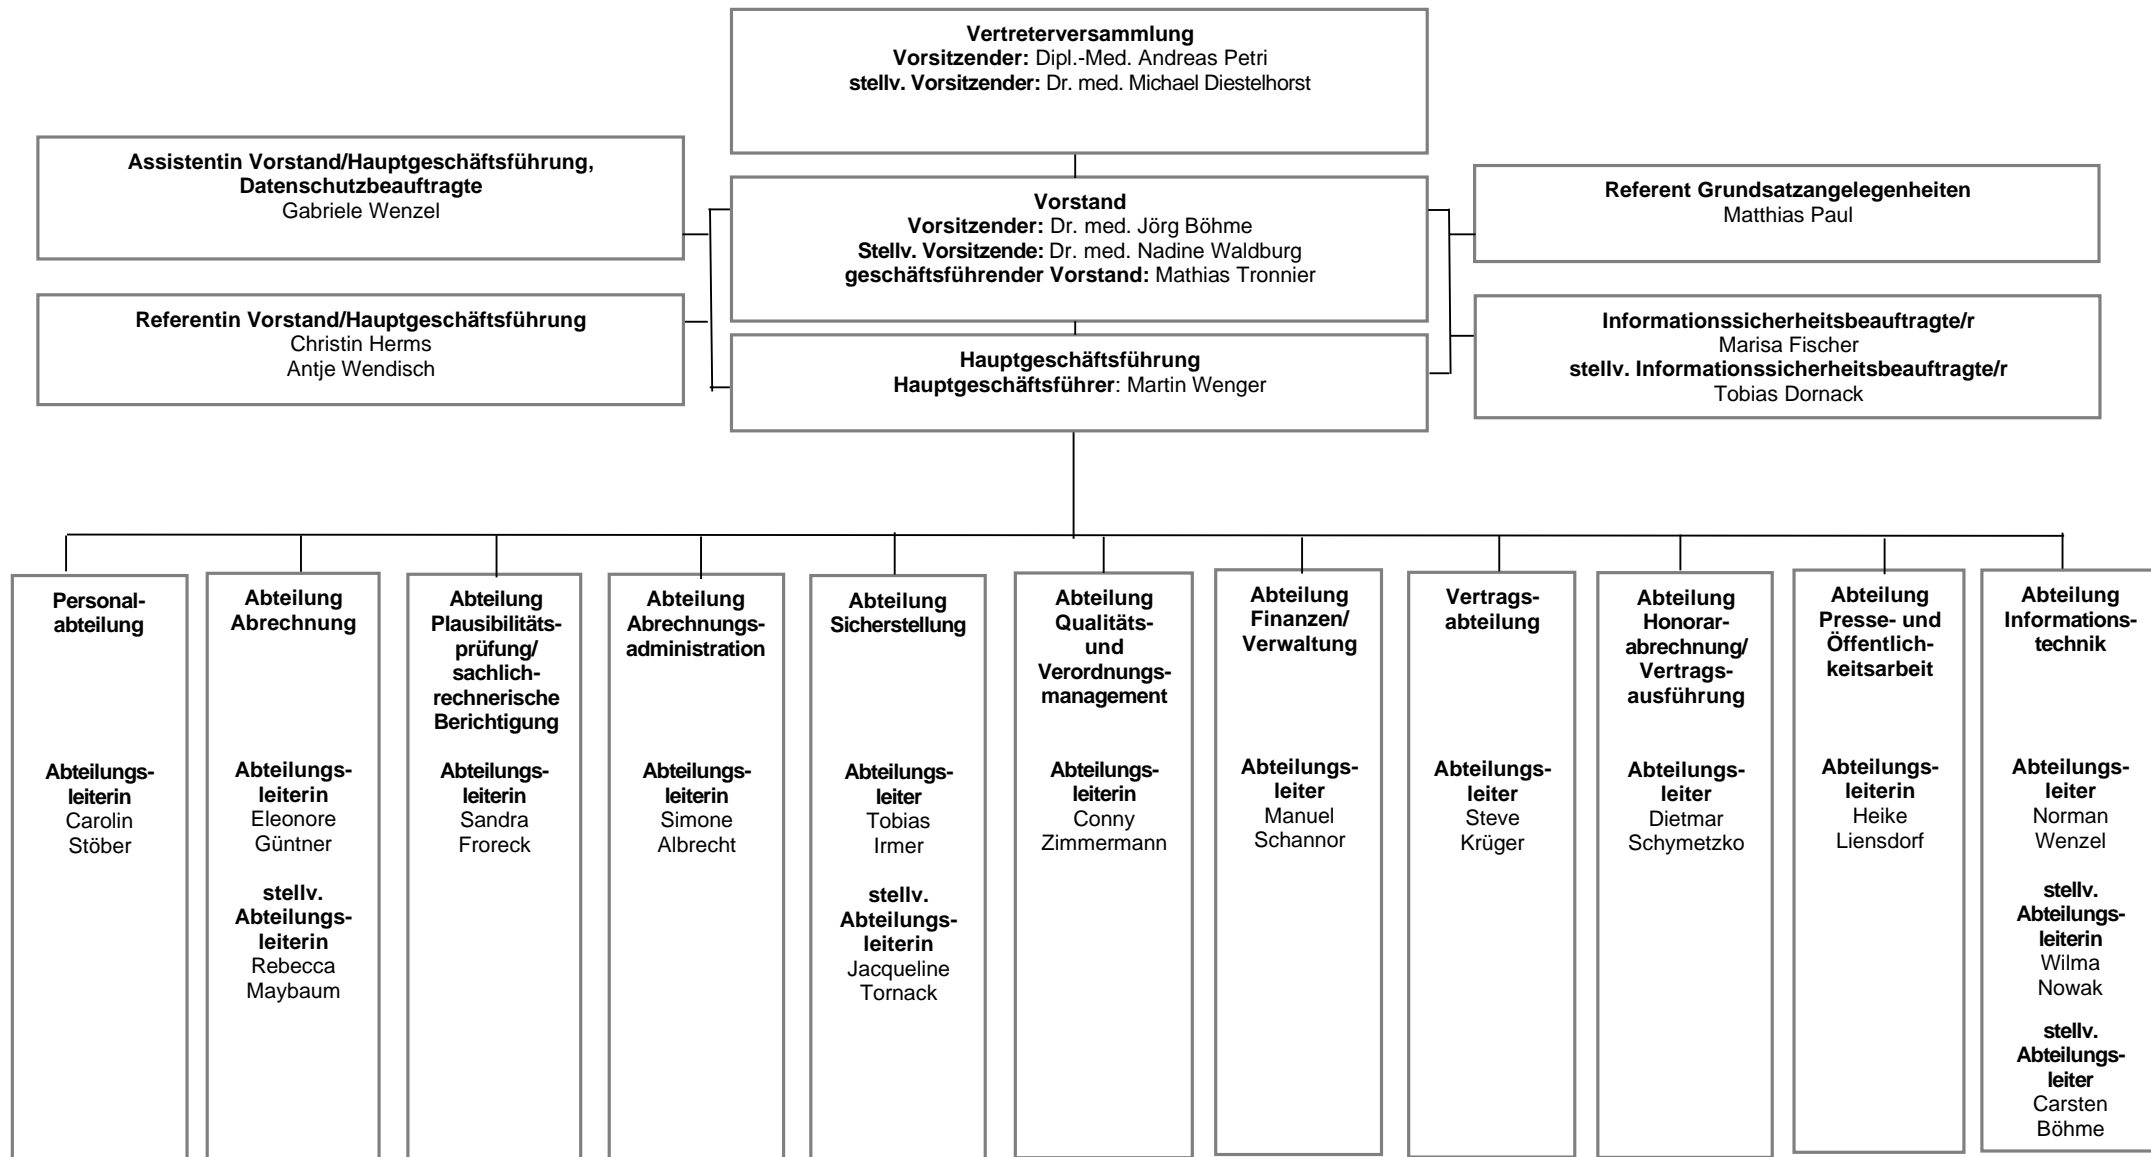 Vertreterversammlung
Vorsitzender: Dipl.-Med. Andreas Petri
stellv. Vorsitzender: Dr. med. Michael Diestelhorst
Assistentin Vorstand/Hauptgeschäftsführung,
Datenschutzbeauftragte
Gabriele Wenzel
Vorstand
Vorsitzender: Dr. med. Jörg Böhme
Stellv. Vorsitzende: Dr. med. Nadine Waldburg
geschäftsführender Vorstand: Mathias Tronnier
Referent Grundsatzangelegenheiten
Matthias Paul
Referentin Vorstand/Hauptgeschäftsführung
Christin Herms
Antje Wendisch
Hauptgeschäftsführung
Hauptgeschäftsführer: Martin Wenger
Informationssicherheitsbeauftragte/r
Marisa Fischer
stellv. Informationssicherheitsbeauftragte/r
Tobias Dornack
Personal-
abteilung
Abteilungs-
leiterin
Carolin
Stöber
Abteilung
Abrechnung
Abteilungs-
leiterin
Eleonore
Güntner
stellv.
Abteilungs-
leiterin
Rebecca
Maybaum
Abteilung
Plausibilitäts-
prüfung/
sachlich-
rechnerische
Berichtigung
Abteilungs-
leiterin
Sandra
Froreck
Abteilung
Abrechnungs-
administration
Abteilungs-
leiterin
Simone
Albrecht
Abteilung
Sicherstellung
Abteilungs-
leiter
Tobias
Irmer
stellv.
Abteilungs-
leiterin
Jacqueline
Tornack
Abteilung
Qualitäts-
und
Verordnungs-
management
Abteilungs-
leiterin
Conny
Zimmermann
Abteilung
Finanzen/
Verwaltung
Abteilungs-
leiter
Manuel
Schannor
Vertrags-
abteilung
Abteilungs-
leiter
Steve
Krüger
Abteilung
Honorar-
abrechnung/
Vertrags-
ausführung
Abteilungs-
leiter
Dietmar
Schymetzko
Abteilung
Presse- und
Öffentlich-
keitsarbeit
Abteilungs-
leiterin
Heike
Liensdorf
Abteilung
Informations-
technik
Abteilungs-
leiter
Norman
Wenzel
stellv.
Abteilungs-
leiterin
Wilma
Nowak
stellv.
Abteilungs-
leiter
Carsten
Böhme